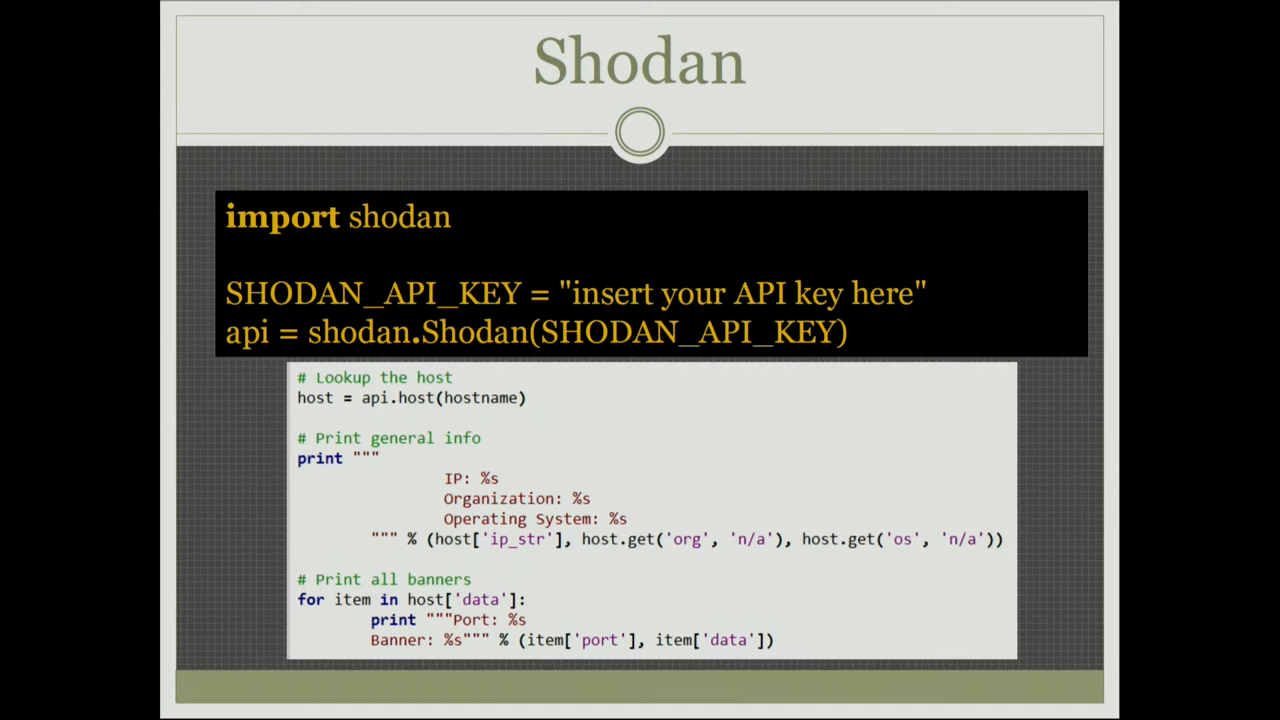 Shodan
import shodan
SHODAN_API_KEY = "insert your API key here"
api = shodan.Shodan(SHODAN_API_KEY)
# Lookup the host
host = api.host(hostname)
# Print general info
print """
IP: %s
Organization: %s
Operating System: %s
""" % (host['ip_str'], host.get('org', 'n/a'), host.get('os', 'n/a'))
# Print all banners
for item in host['data']:
print """Port: %s
Banner: %s""" % (item['port'], item['data'])